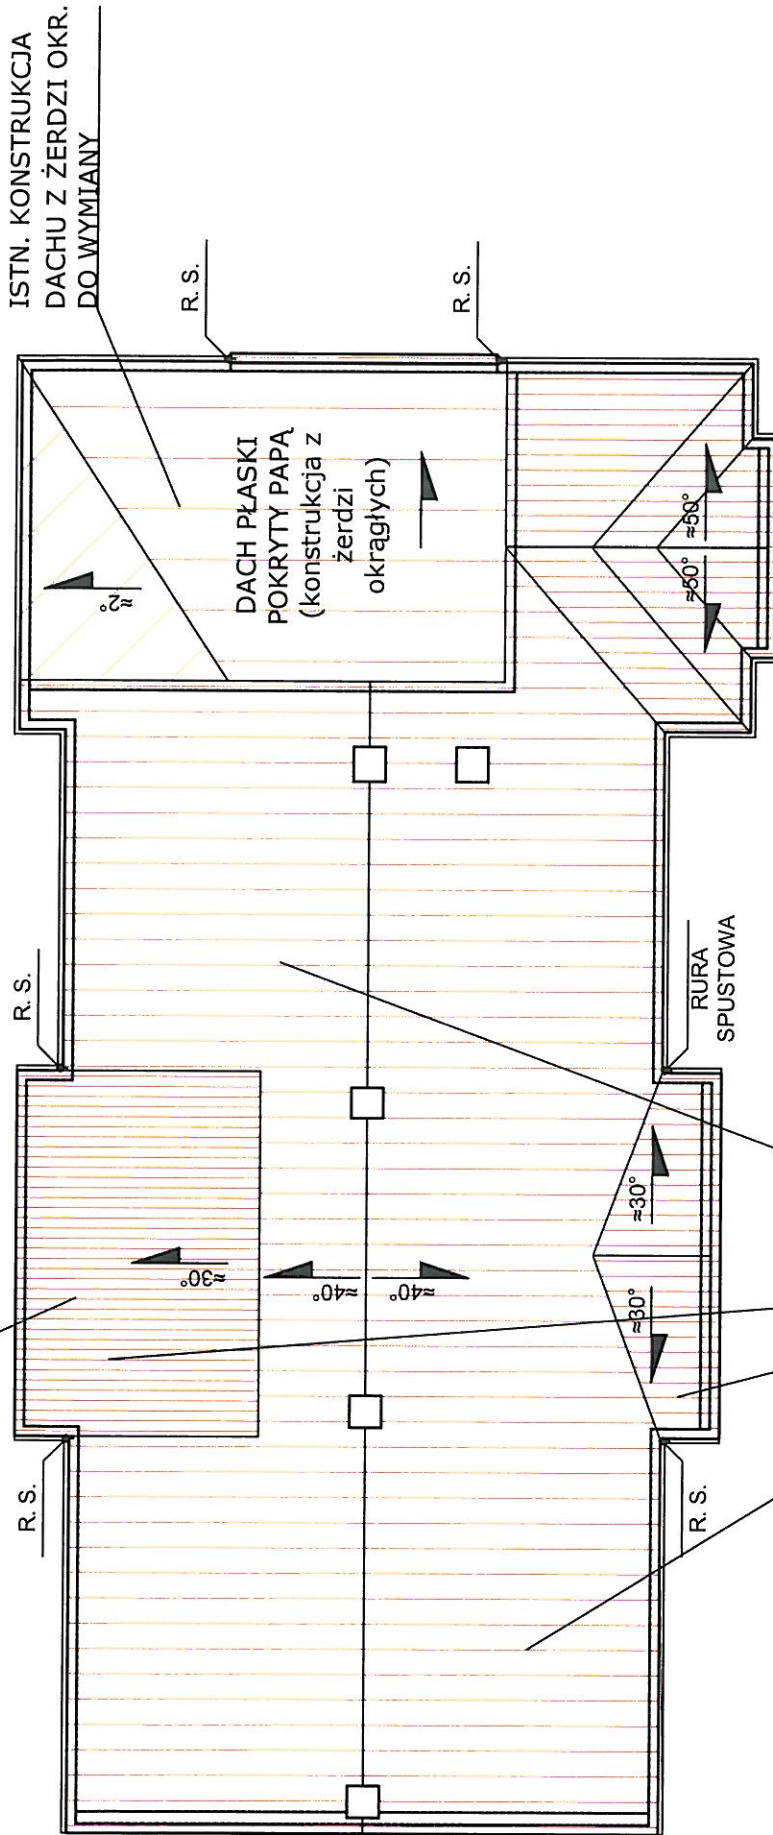 ISTN. KONSTRUKCJA
DACHU Z ŻERDZI OKR.
DO WYMIANY
R. S.
R. S.
DACH PŁASKI
POKRYTY PAPĄ
(konstrukcja z
żerdzi
okrągłych)
≈2°
≈50°
≈50°
R. S.
RURA
SPUSTOWA
≈30°
≈40°
≈40°
≈30°
≈30°
R. S.
R. S.